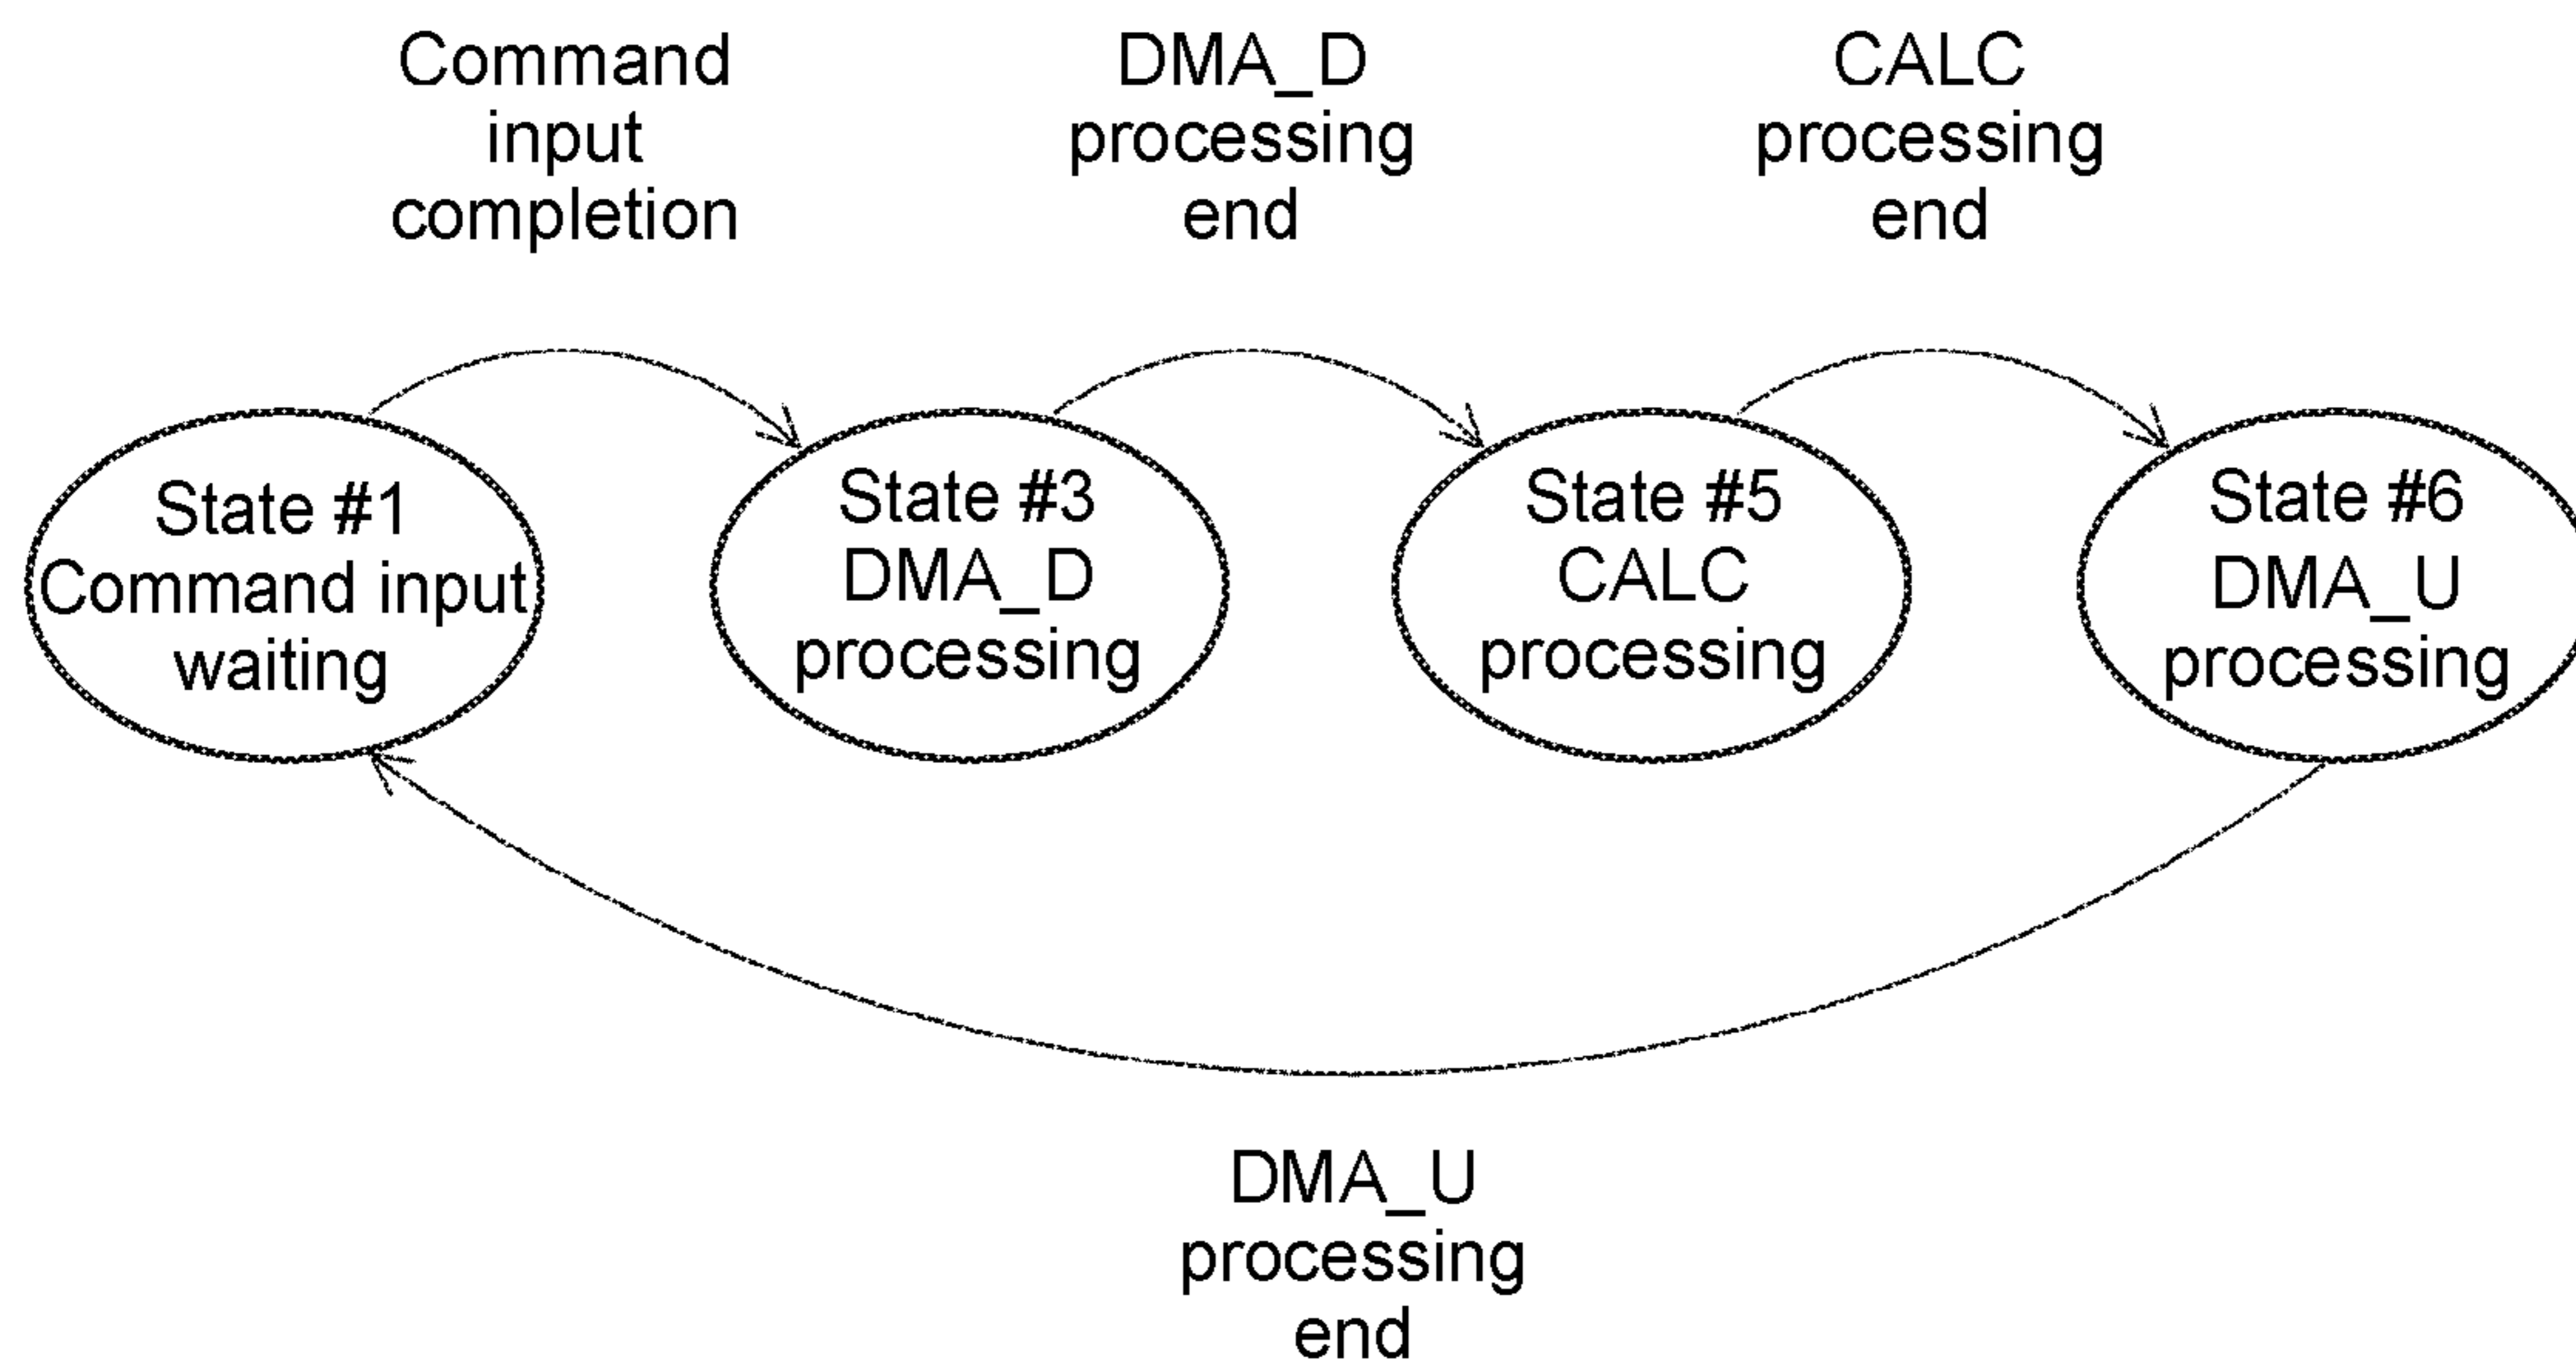 Command
input
completion
DMA_D
processing
end
CALC
processing
end
State #1
Command input
waiting
State #3
DMA_D
processing
State #5
CALC
processing
State #6
DMA_U
processing
DMA_U
processing
end